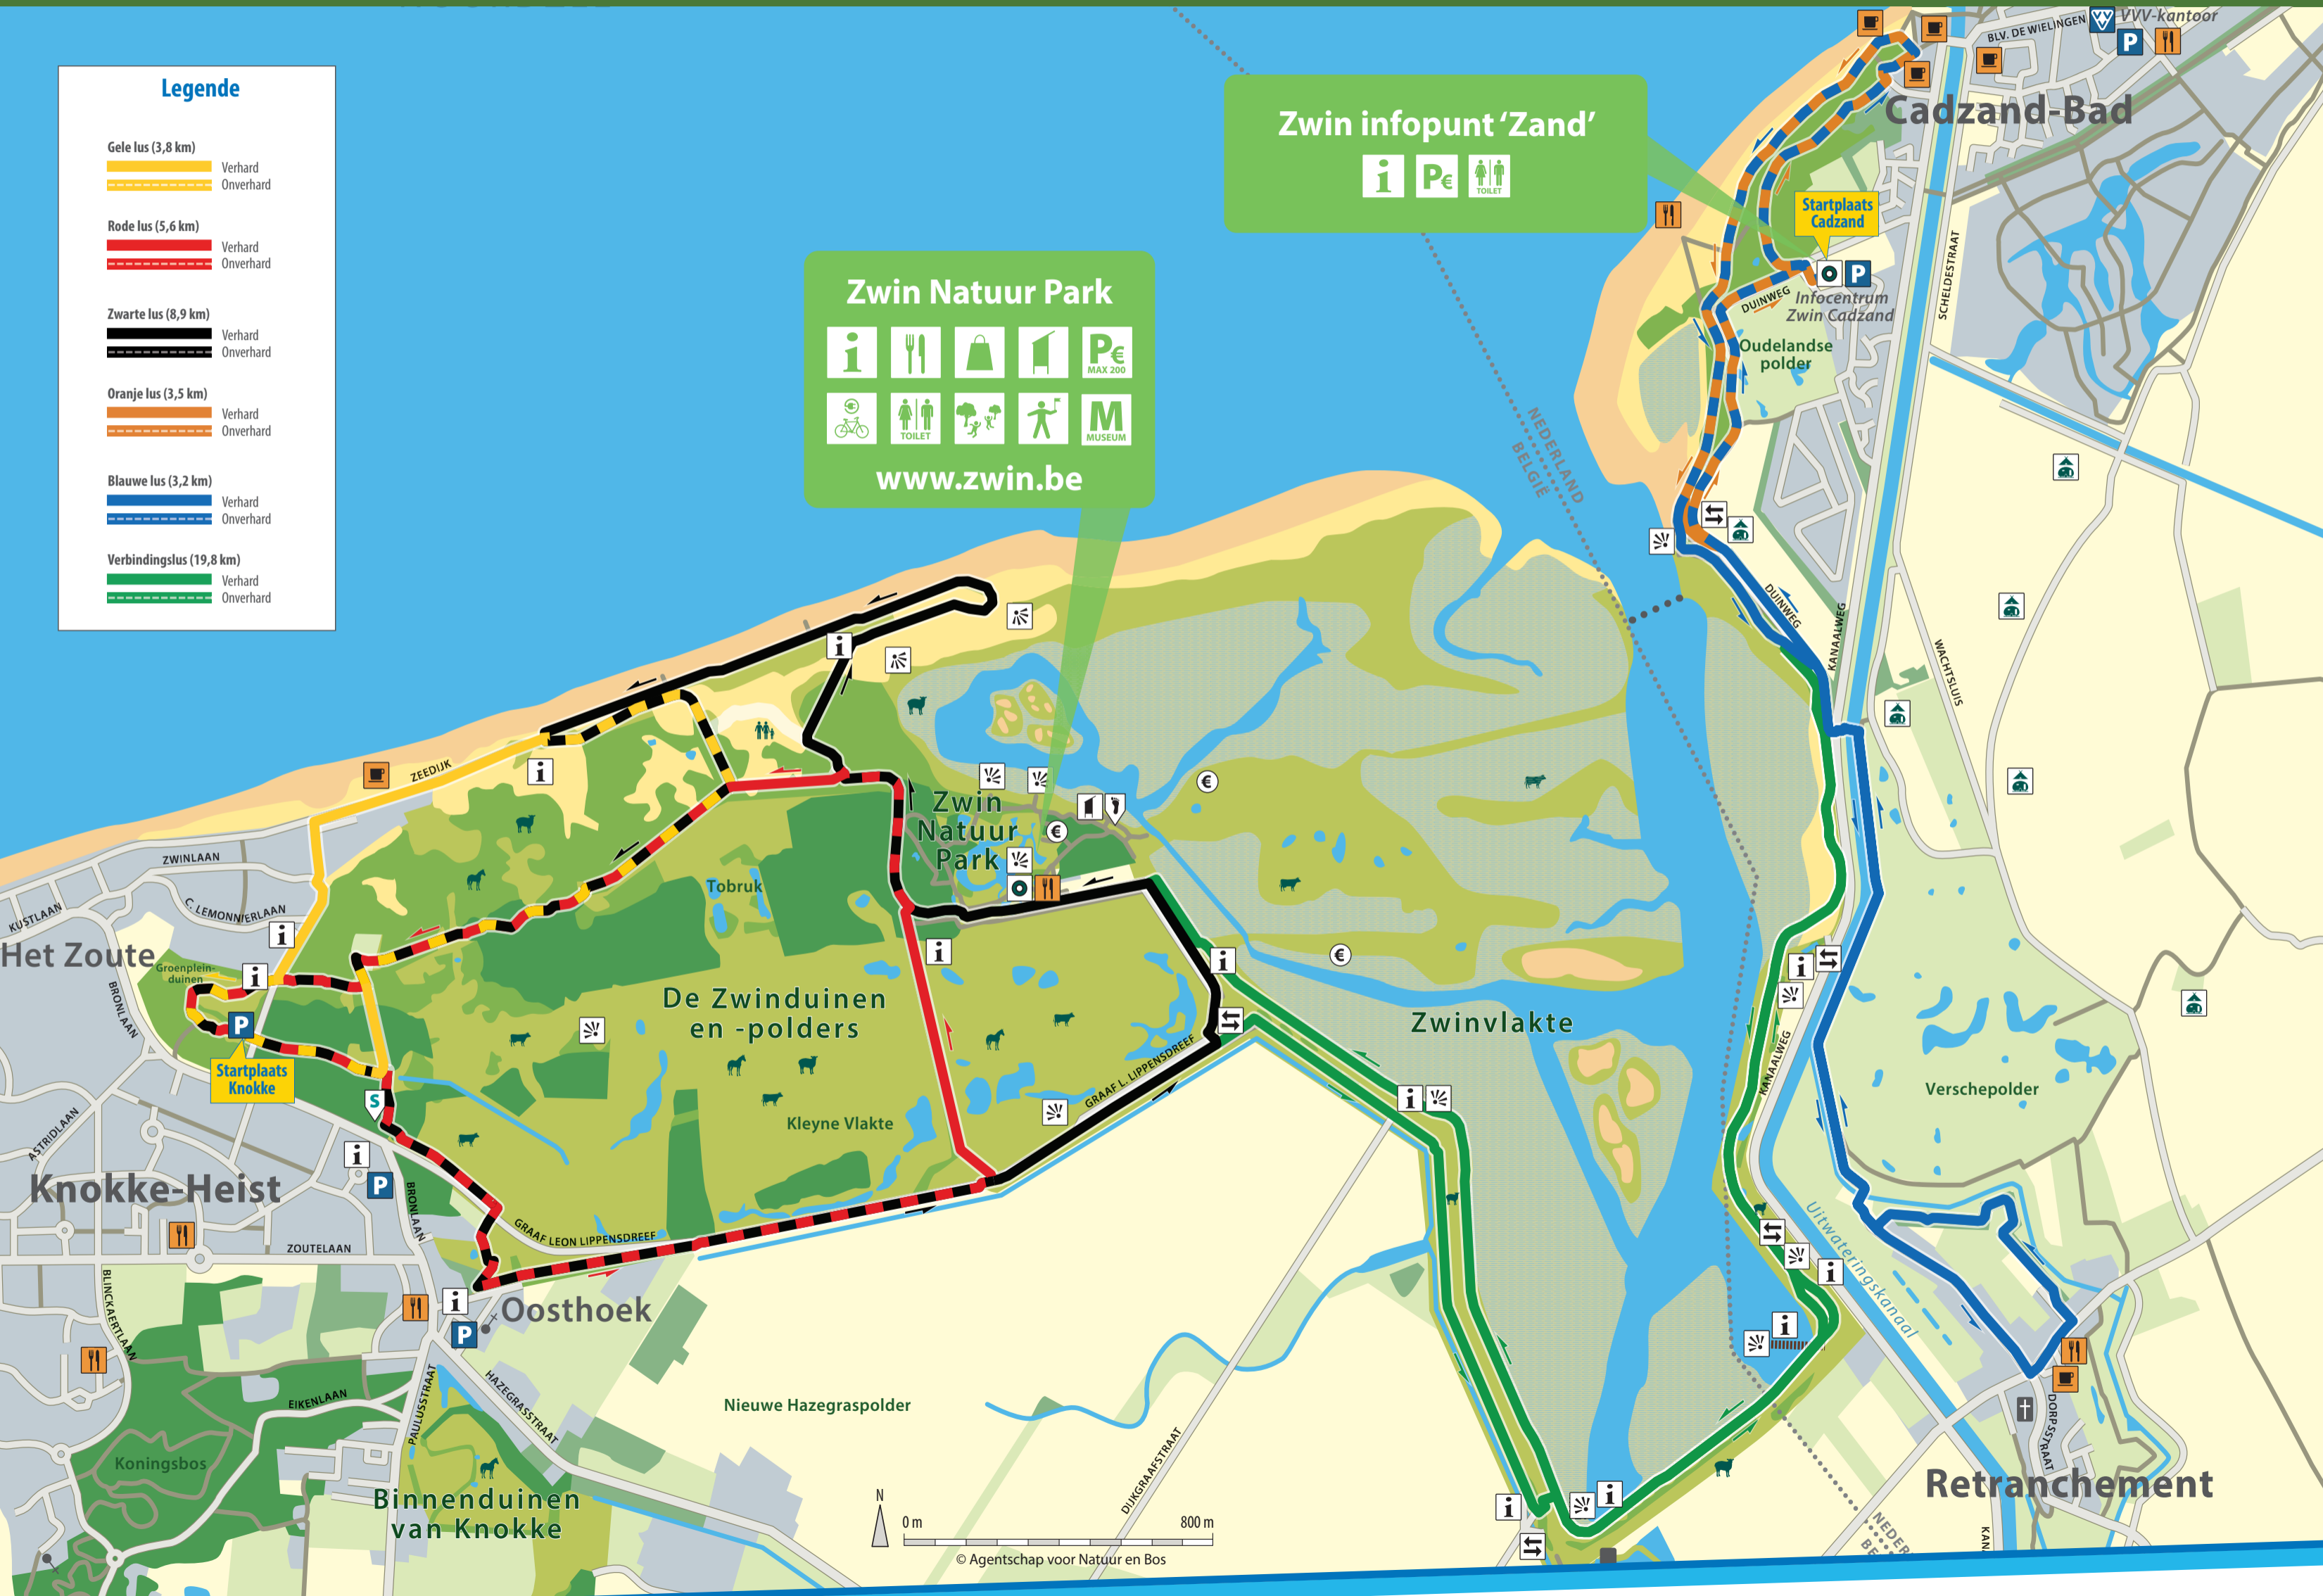 Legende
Gele lus (3,8 km)
Verhard
Onverhard
Rode lus (5,6 km)
Verhard
Onverhard
Zwarte lus (8,9 km)
Verhard
Onverhard
Oranje lus (3,5 km)
Verhard
Onverhard
Blauwe lus (3,2 km)
Verhard
Onverhard
Verbindingslus (19,8 km)
Verhard
Onverhard
Zwin Natuur Park
i
P€
MAX 200
TOILET
M
MUSEUM
www.zwin.be
Zwin infopunt ‘Zand’
i
P€
TOILET
BLV. DE WIELINGEN
VVV-kantoor
P
Cadzand-Bad
Startplaats
Cadzand
P
Infocentrum
Zwin Cadzand
DUINWEG
Oudelandse
polder
SCHELDESTRAAT
NEDERLAND
BELGIË
DUINWEG
KANAALWEG
WACHTSLUIS
i
ZEEDIJK
i
ZWINLAAN
C. LEMONNIERLAAN
KUSTLAAN
Het Zoute
Groenplein-
duinen
i
i
BRONLAAN
P
Startplaats
Knokke
S
ASTRIDLAAN
i
P
Knokke-Heist
BRONLAAN
ZOUTELAAN
BLINCKAERTLAAN
GRAAF LEON LIPPENSDREEF
i
P
Oosthoek
EIKENLAAN
PAULUSSTRAAT
HAZEGRASSTRAAT
Koningsbos
Binnenduinen
van Knokke
Tobruk
Zwin
Natuur
Park
€
€
€
i
De Zwinduinen
en -polders
Kleyne Vlakte
GRAAF L. LIPPENSDREEF
i
Zwinvlakte
i
i
KANAALWEG
Verschepolder
Uitwateringskanaal
i
i
i
i
Nieuwe Hazegraspolder
DIJKGRAAFSTRAAT
N
0 m
800 m
© Agentschap voor Natuur en Bos
DORPSSTRAAT
Retranchement